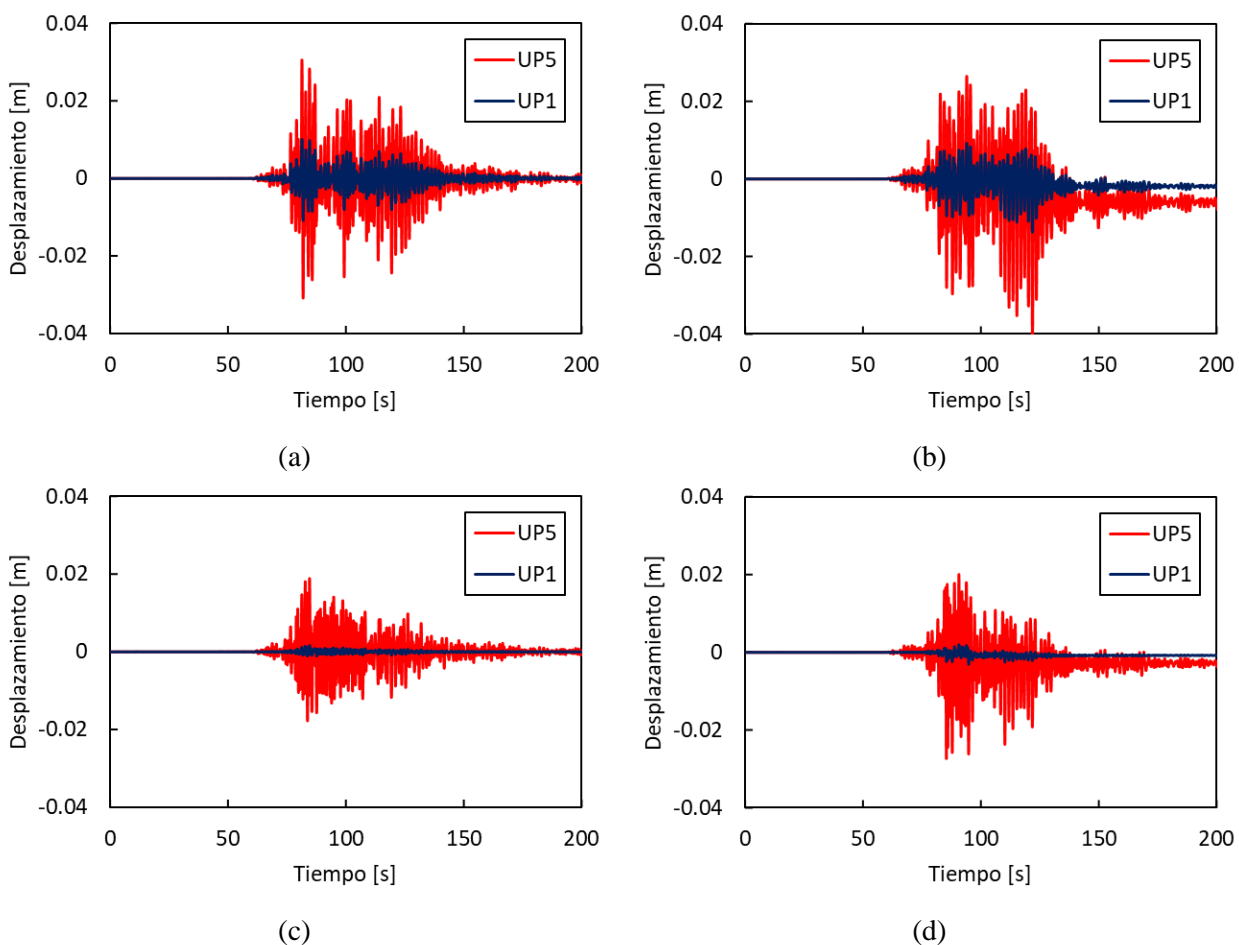 0.04
0.02
0
-0.02
-0.04
Desplazamiento [m]
UP5
UP1
0 50 100 150 200
Tiempo [s]
(a)
0.04
0.02
0
-0.02
-0.04
Desplazamiento [m]
UP5
UP1
0 50 100 150 200
Tiempo [s]
(b)
0.04
0.02
0
-0.02
-0.04
Desplazamiento [m]
UP5
UP1
0 50 100 150 200
Tiempo [s]
(c)
0.04
0.02
0
-0.02
-0.04
Desplazamiento [m]
UP5
UP1
0 50 100 150 200
Tiempo [s]
(d)